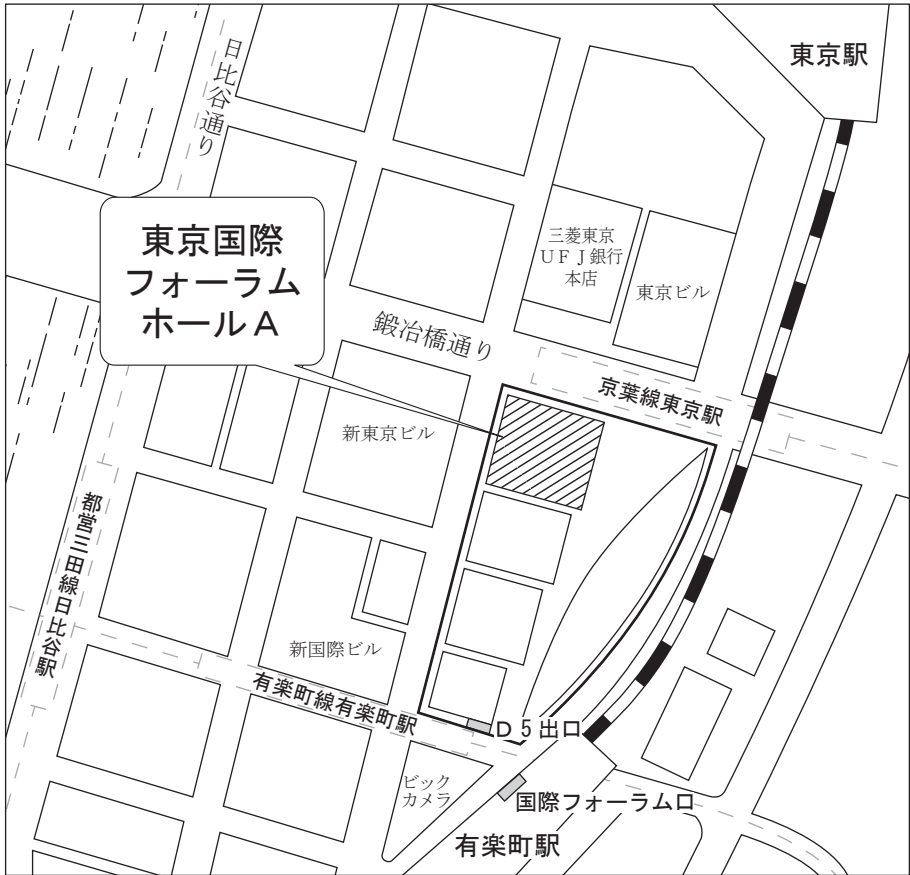 東京駅
日比谷通り
東京国際
フォーラム
ホールA
三菱東京
UFJ銀行
本店
東京ビル
鍛冶橋通り
京葉線東京駅
新東京ビル
都営三田線日比谷駅
新国際ビル
有楽町線有楽町駅
D5出口
ビック
カメラ
国際フォーラム口
有楽町駅